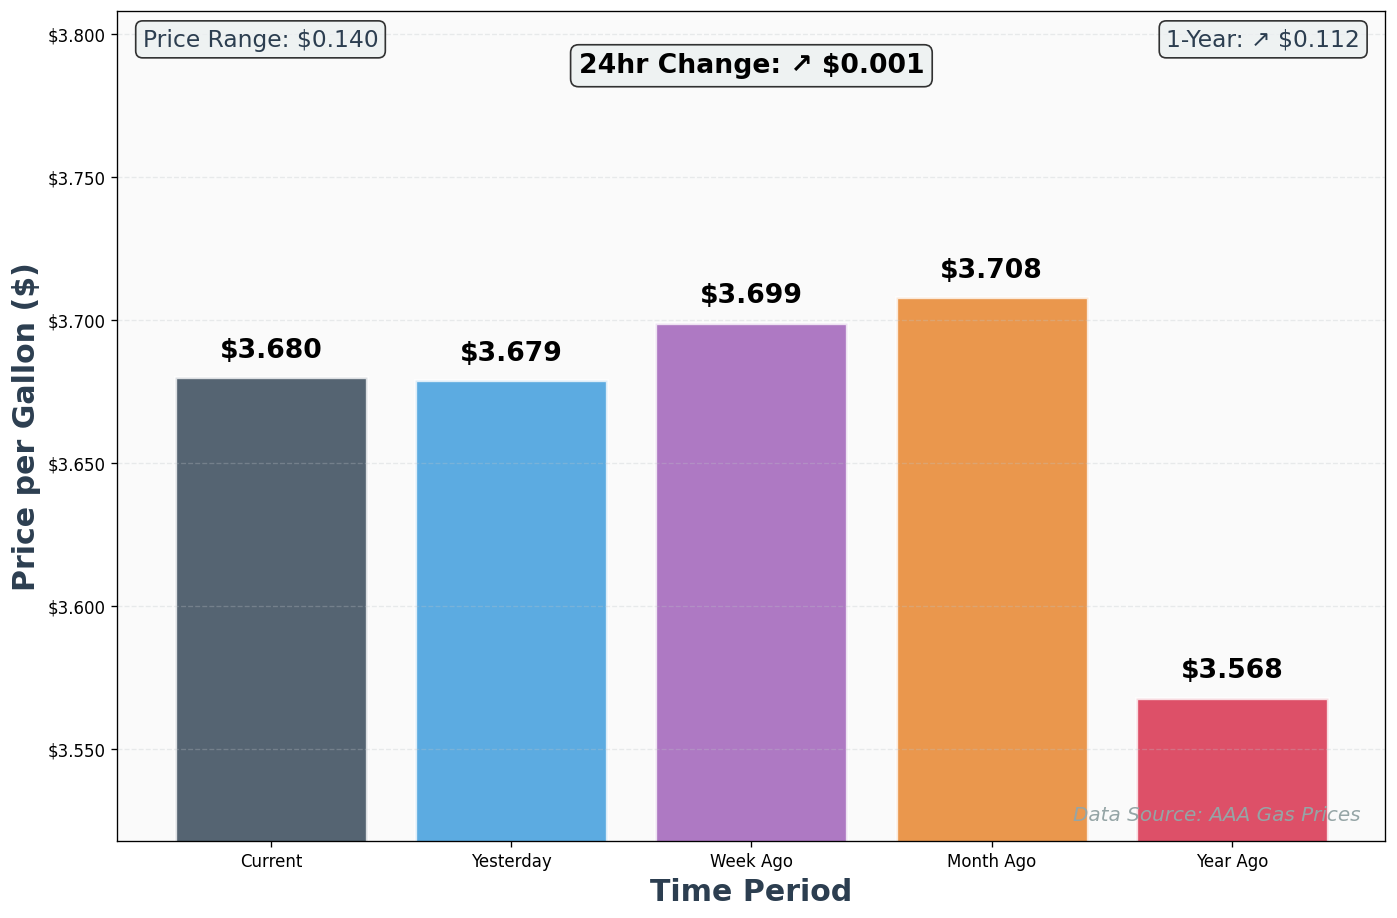 $3.800
Price Range: $0.140
1-Year: ↗ $0.112
24hr Change: ↗ $0.001
$3.750
$3.708
$3.699
$3.700
$3.680
$3.679
Price per Gallon ($)
$3.650
$3.600
$3.568
$3.550
Data Source: AAA Gas Prices
Current
Yesterday
Week Ago
Month Ago
Year Ago
Time Period